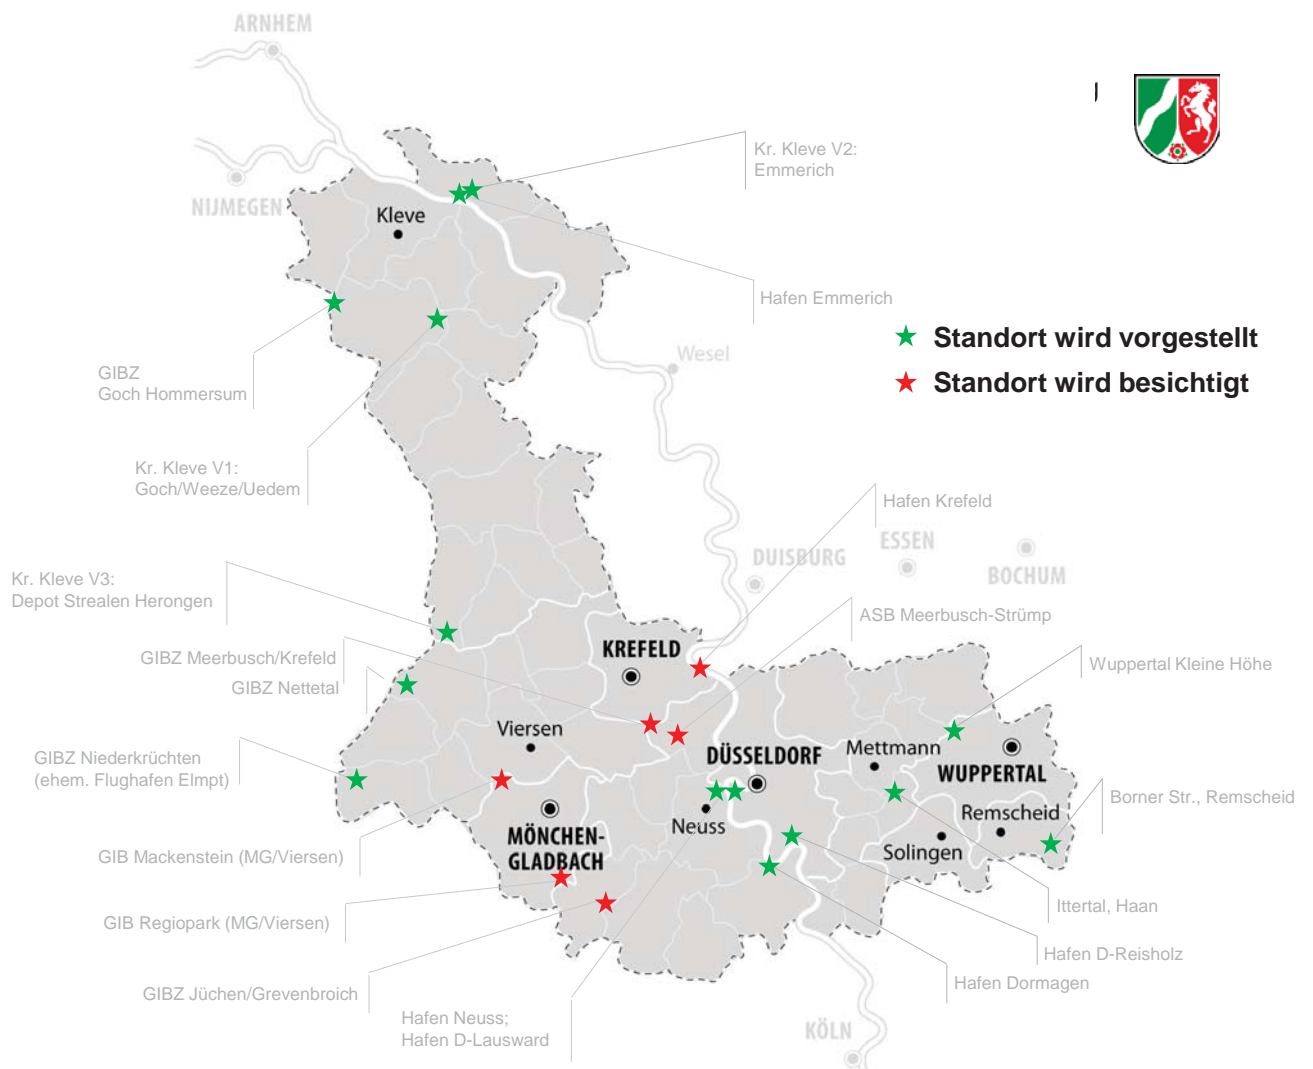 ARNHEM
NIJMEGEN
Kleve
Kr. Kleve V2:
Emmerich
Hafen Emmerich
Standort wird vorgestellt
Standort wird besichtigt
Wesel
GIBZ
Goch Hommersum
Kr. Kleve V1:
Goch/Weeze/Uedem
Hafen Krefeld
DUISBURG
ESSEN
BOCHUM
Kr. Kleve V3:
Depot Strealen Herongen
ASB Meerbusch-Strümp
KREFELD
GIBZ Meerbusch/Krefeld
GIBZ Nettetal
Wuppertal Kleine Höhe
Viersen
Mettmann
DÜSSELDORF
WUPPERTAL
GIBZ Niederkrüchten
(ehem. Flughafen Elmpt)
Borner Str., Remscheid
Neuss
Remscheid
Solingen
MÖNCHEN-
GLADBACH
GIB Mackenstein (MG/Viersen)
Ittertal, Haan
GIB Regiopark (MG/Viersen)
Hafen D-Reisholz
Hafen Dormagen
GIBZ Jüchen/Grevenbroich
Hafen Neuss;
Hafen D-Lausward
KÖLN